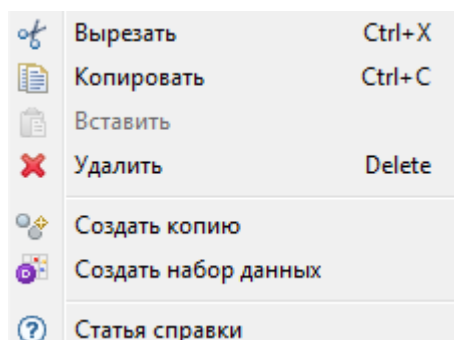 Вырезать Ctrl+X
Копировать Ctrl+C
Вставить
Удалить Delete
Создать копию
Создать набор данных
Статья справки